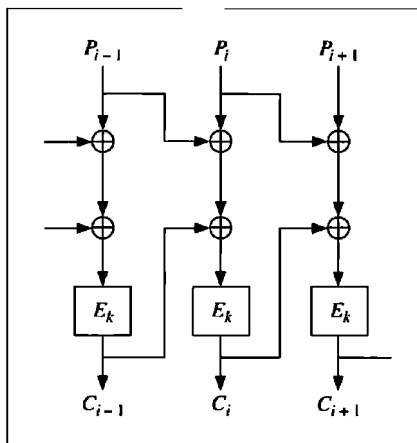 P_{i-1} P_i P_{i+1}
E_k E_k E_k
C_{i-1} C_i C_{i+1}